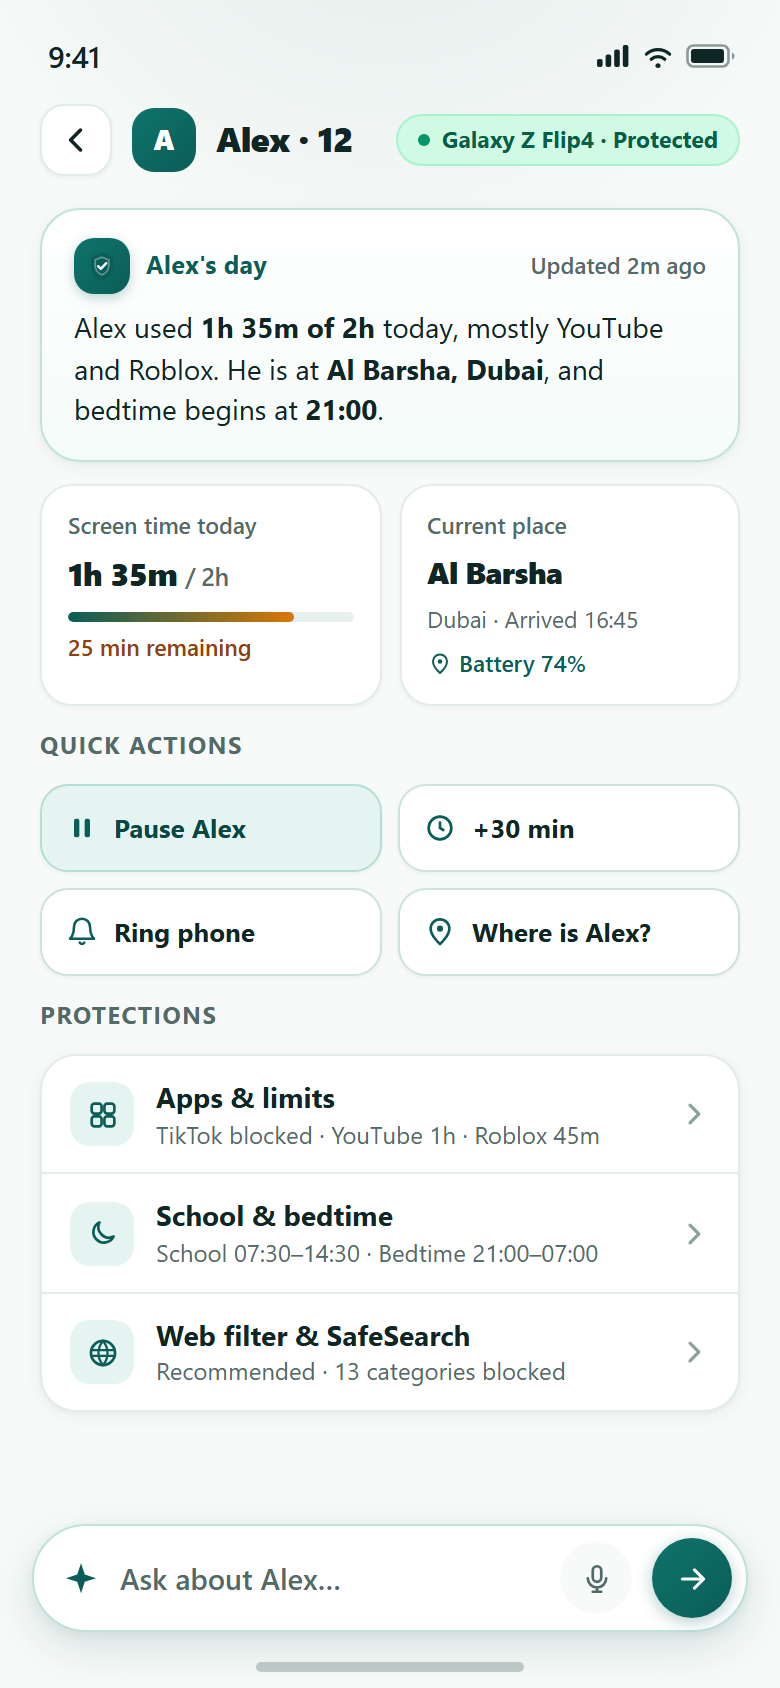 9:41
A
Alex · 12
Galaxy Z Flip4 · Protected
Alex's day
Updated 2m ago
Alex used 1h 35m of 2h today, mostly YouTube
and Roblox. He is at Al Barsha, Dubai, and
bedtime begins at 21:00.
Screen time today
1h 35m / 2h
25 min remaining
Current place
Al Barsha
Dubai · Arrived 16:45
Battery 74%
QUICK ACTIONS
Pause Alex
+30 min
Ring phone
Where is Alex?
PROTECTIONS
Apps & limits
TikTok blocked · YouTube 1h · Roblox 45m
School & bedtime
School 07:30–14:30 · Bedtime 21:00–07:00
Web filter & SafeSearch
Recommended · 13 categories blocked
Ask about Alex...